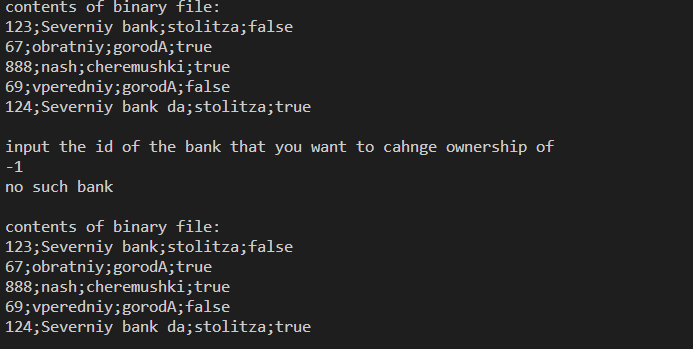 contents of binary file:
123;Severniy bank;stolitza;false
67;obratniy;gorodA;true
888;nash;cheremushki;true
69;vperedniy;gorodA;false
124;Severniy bank da;stolitza;true
input the id of the bank that you want to cahnge ownership of
-1
no such bank
contents of binary file:
123;Severniy bank;stolitza;false
67;obratniy;gorodA;true
888;nash;cheremushki;true
69;vperedniy;gorodA;false
124;Severniy bank da;stolitza;true